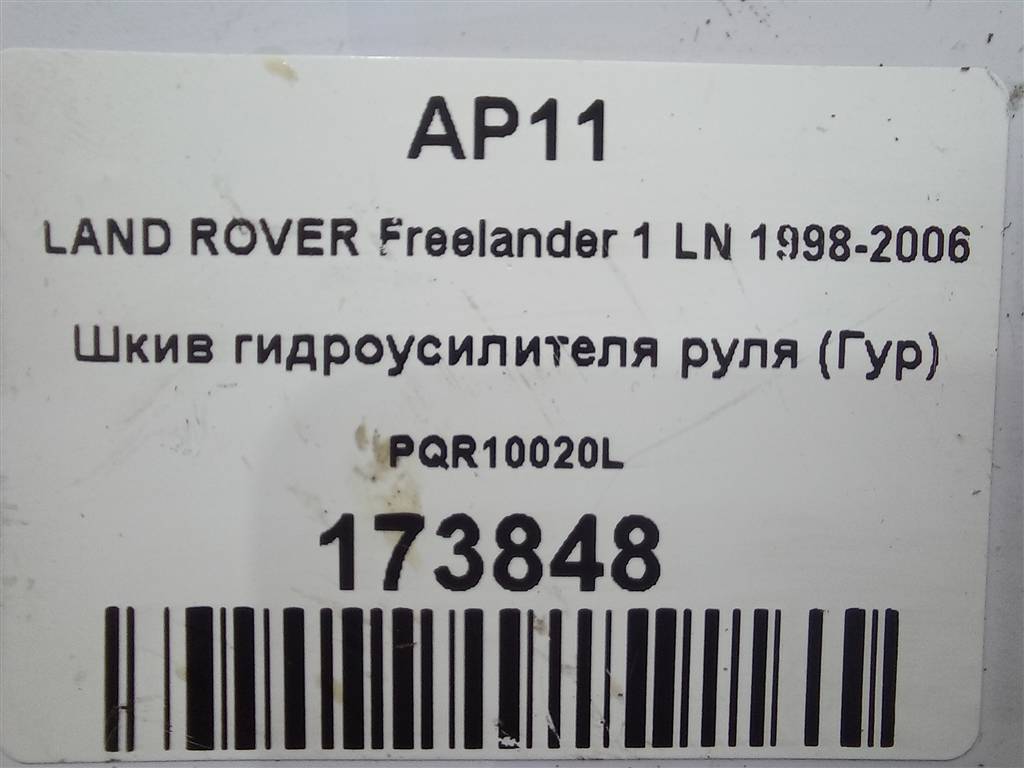 AP11
LAND ROVER Freelander 1 LN 1998-2006
Шкив гидроусилителя руля (Гур)
PQR10020L
173848